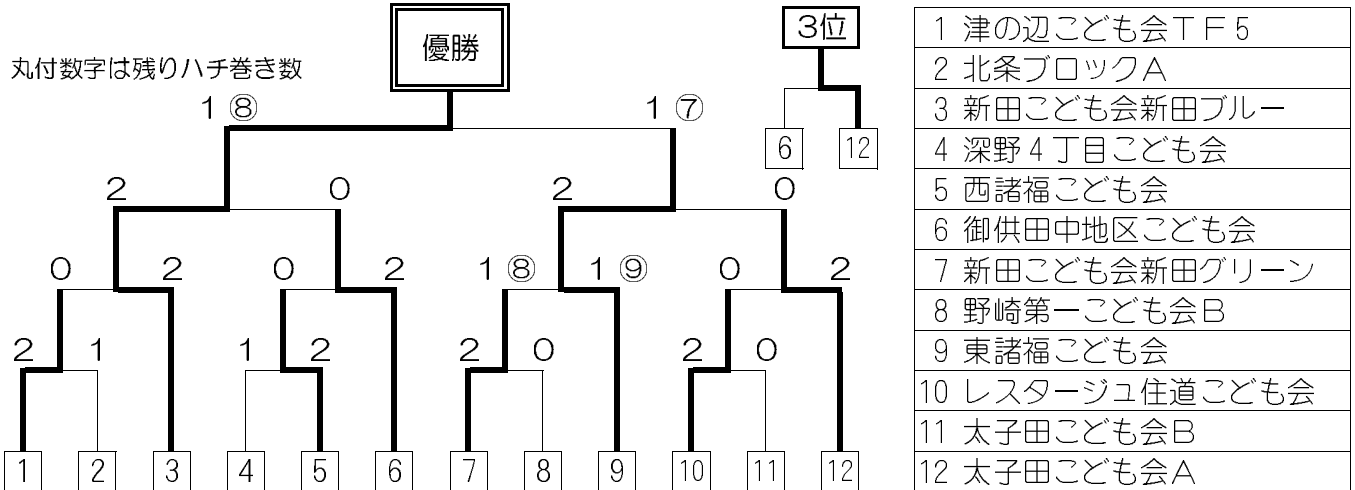 優勝
3位
丸付数字は残りハチ巻き数
1⑧ 1⑦
6 12
2 0 2 0
0 2 0 2 1⑧ 1⑨ 0 2
2 1 1 2 2 0 2 0
1 2 3 4 5 6 7 8 9 10 11 12
1 津の辺こども会ＴＦ５
2 北条ブロックＡ
3 新田こども会新田ブルー
4 深野４丁目こども会
5 西諸福こども会
6 御供田中地区こども会
7 新田こども会新田グリーン
8 野崎第一こども会Ｂ
9 東諸福こども会
10 レスタージュ住道こども会
11 太子田こども会Ｂ
12 太子田こども会Ａ